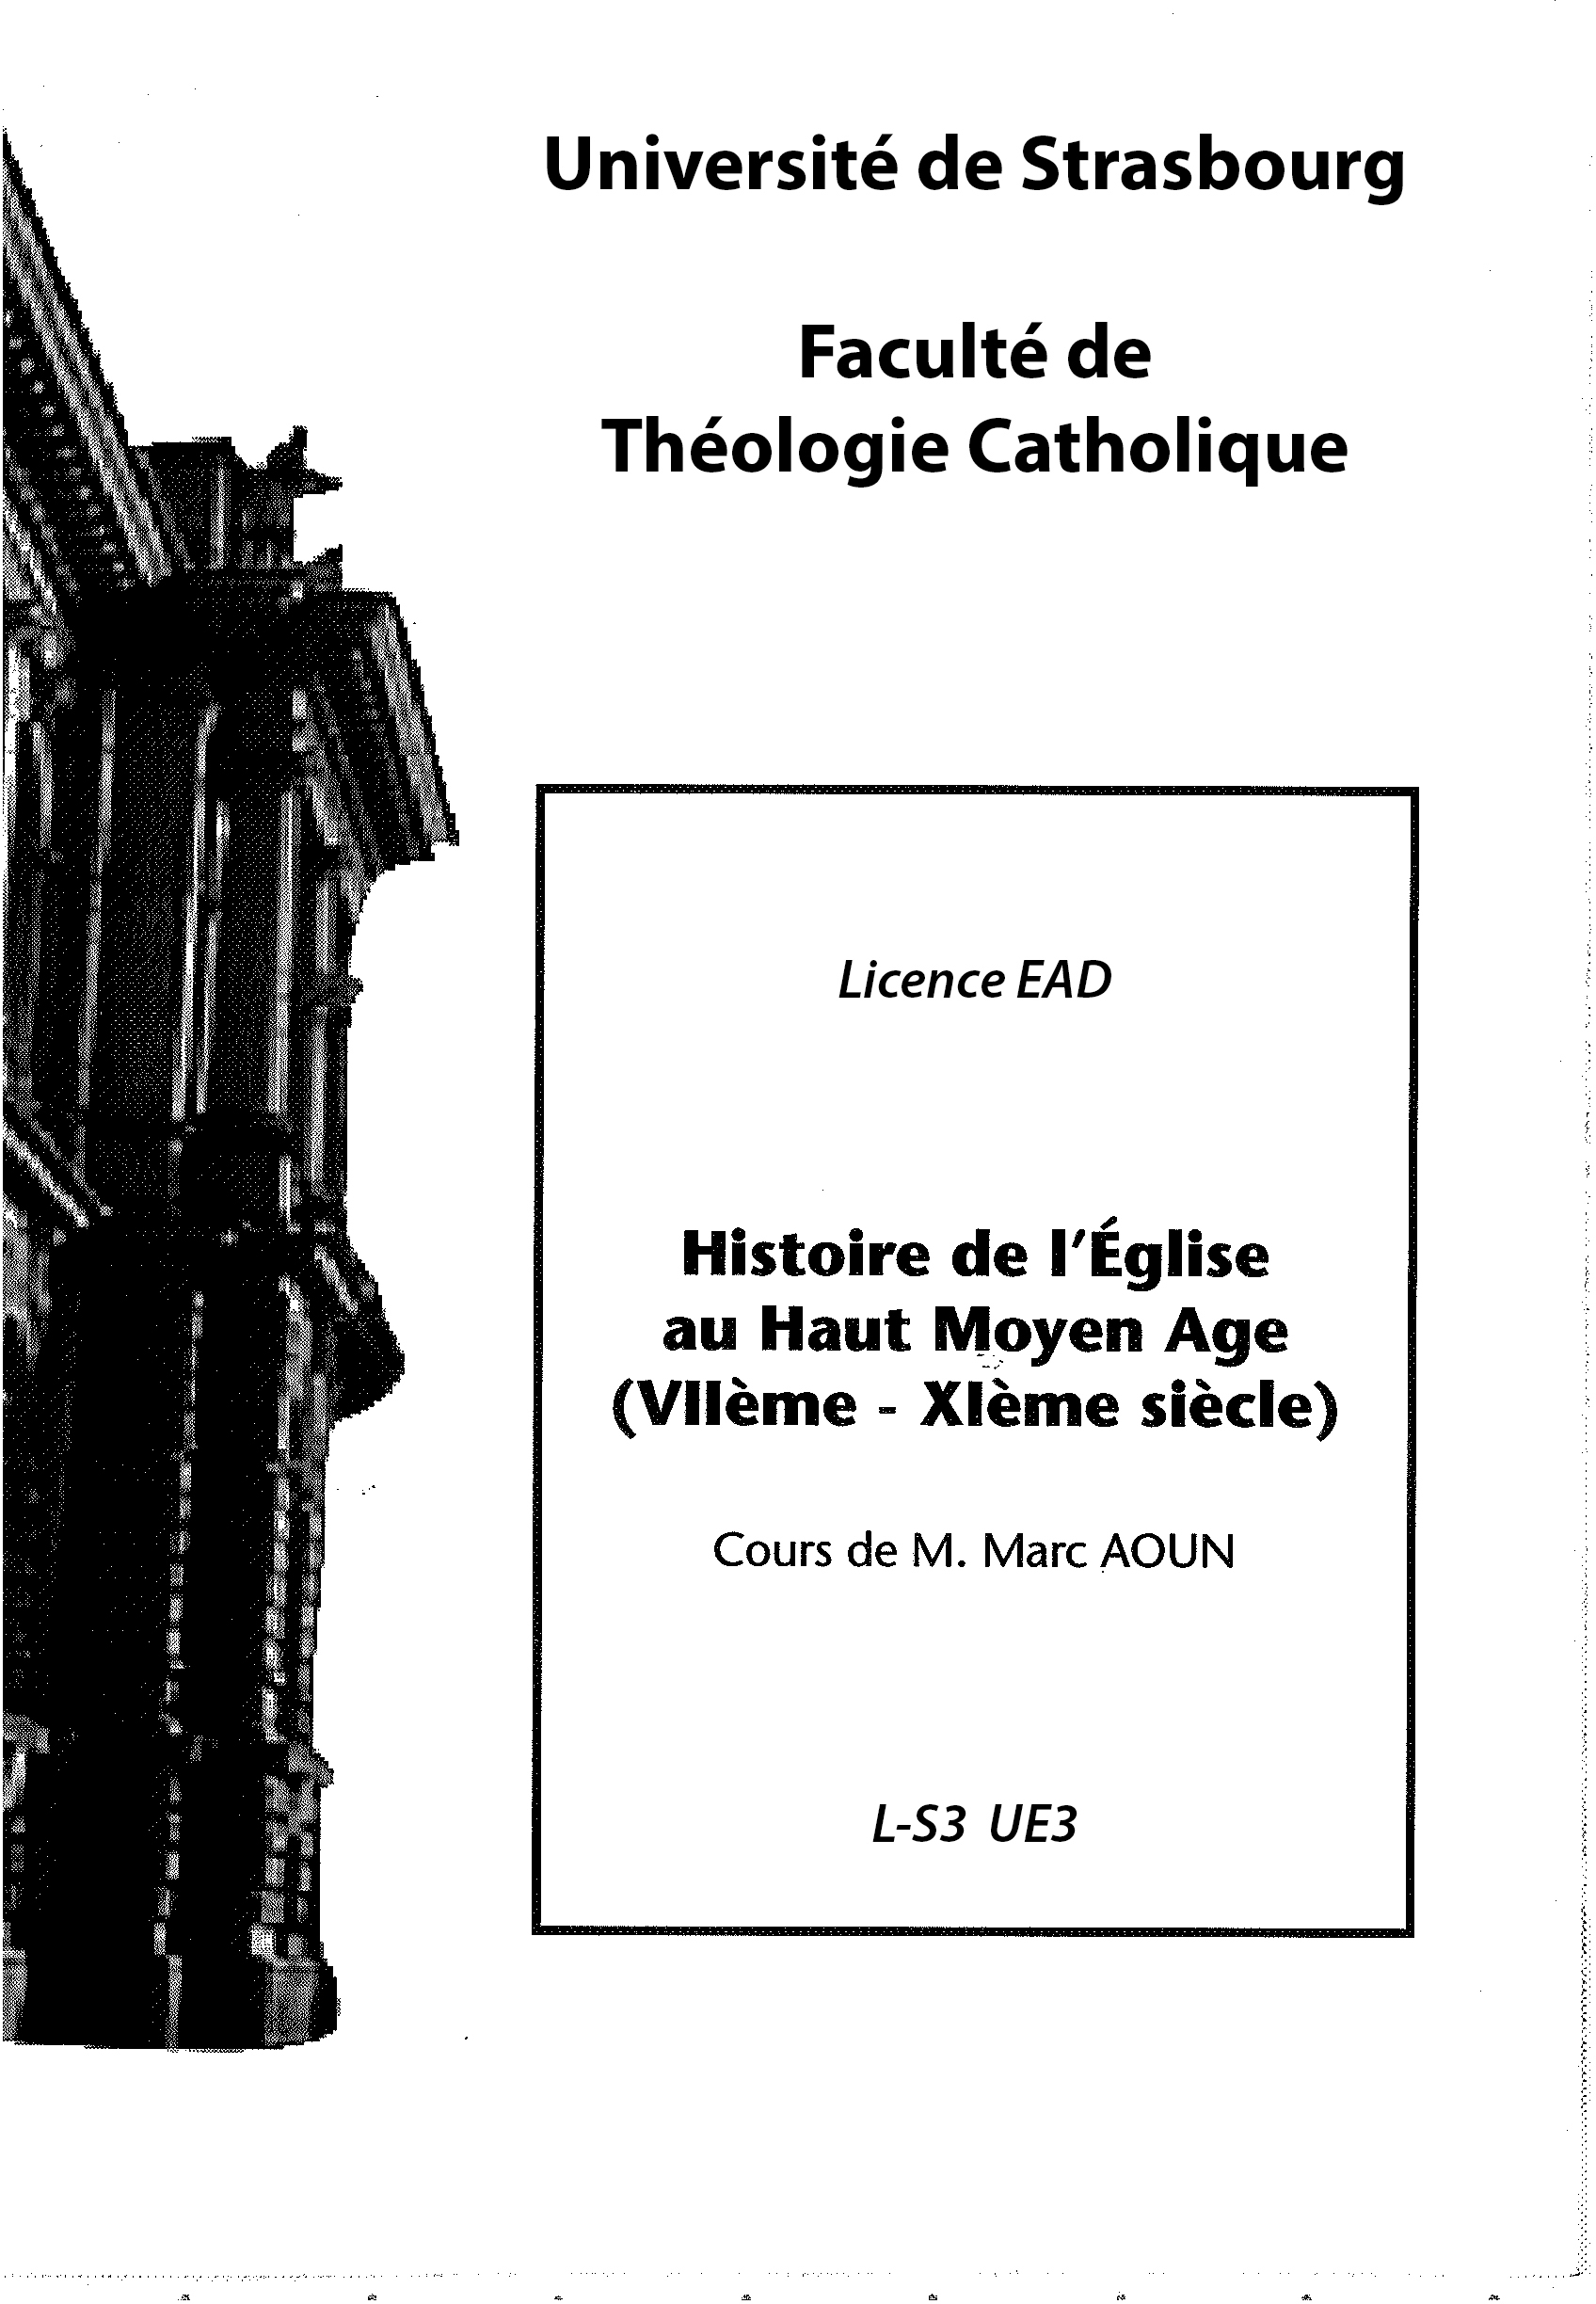 Université de Strasbourg
Faculté de
Théologie Catholique
Licence EAD
Histoire de l'Église
au Haut Moyen Age
(VIIème - XIème siècle)
Cours de M. Marc AOUN
L-S3 UE3